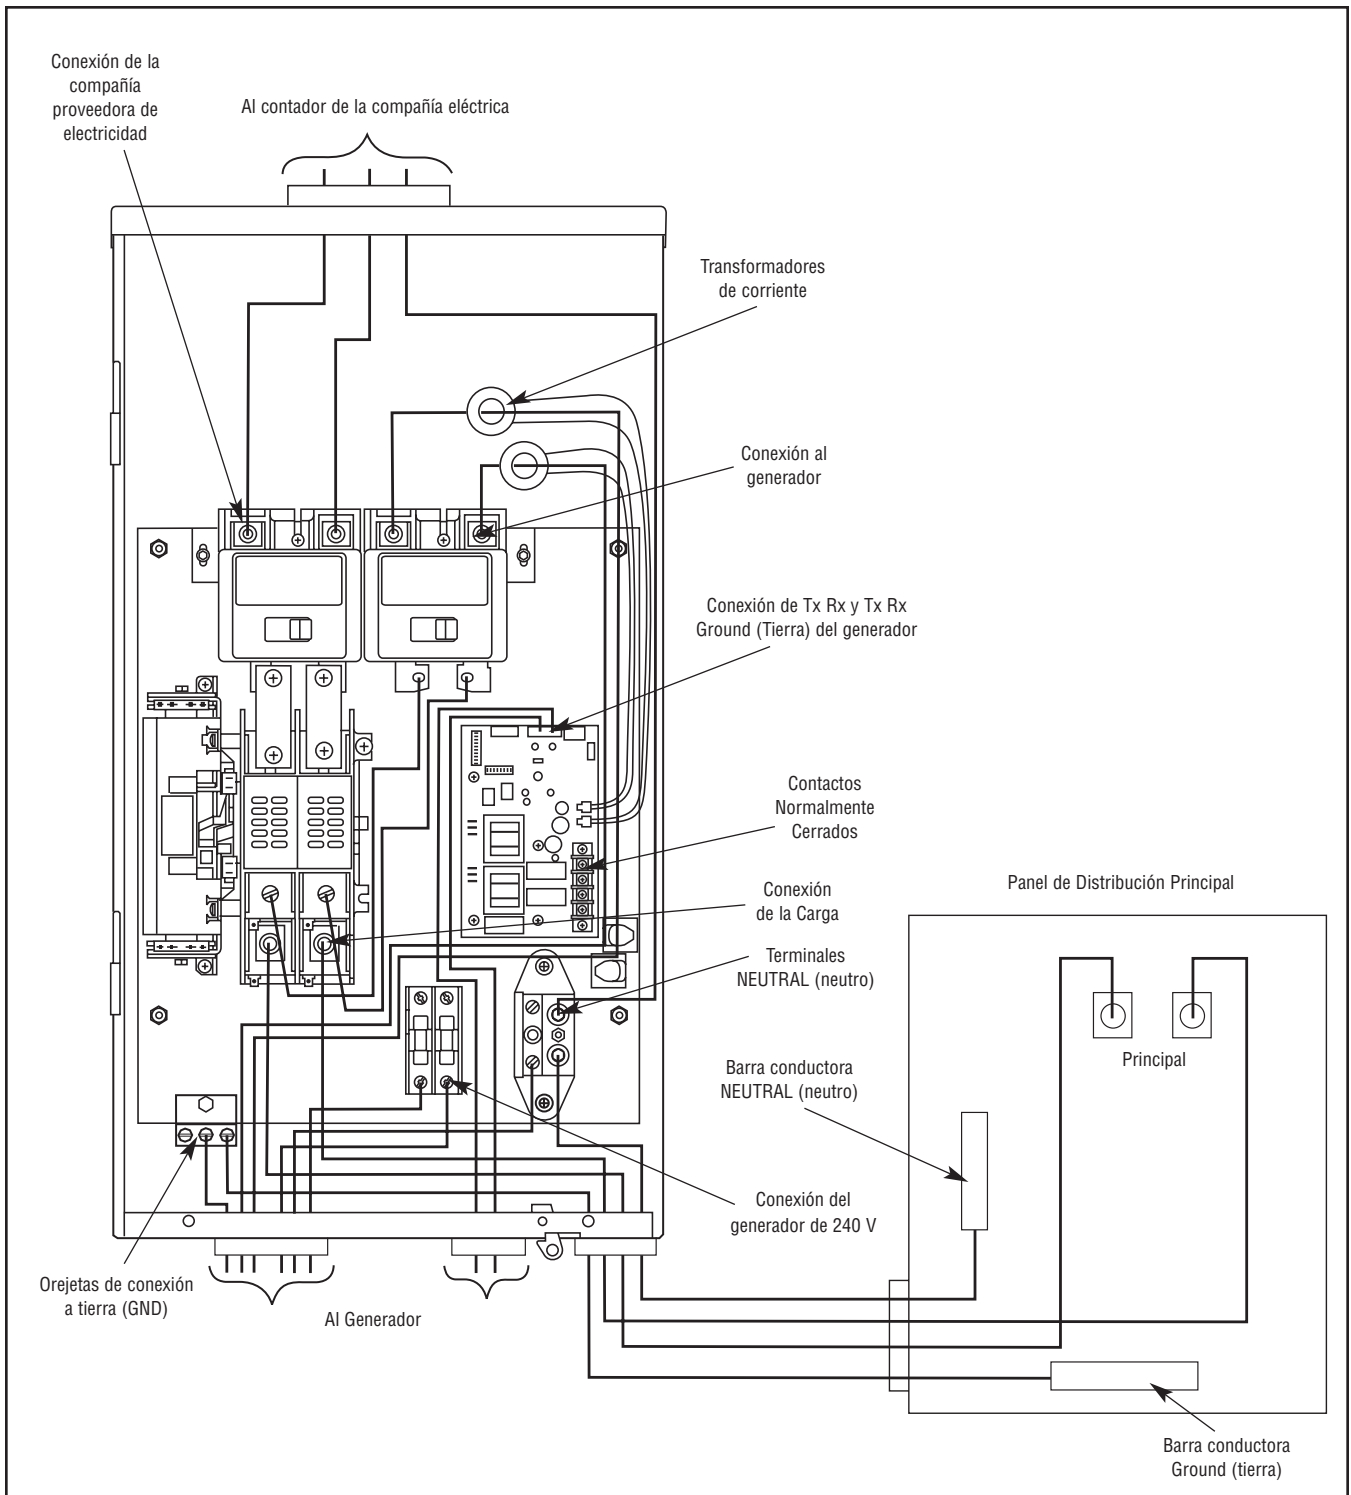 Conexión de la
compañía
proveedora de
electricidad
Al contador de la compañía eléctrica
Transformadores
de corriente
Conexión al
generador
Conexión de Tx Rx y Tx Rx
Ground (Tierra) del generador
Contactos
Normalmente
Cerrados
Conexión
de la Carga
Panel de Distribución Principal
Terminales
NEUTRAL (neutro)
Principal
Barra conductora
NEUTRAL (neutro)
Conexión del
generador de 240 V
Orejetas de conexión
a tierra (GND)
Al Generador
Barra conductora
Ground (tierra)